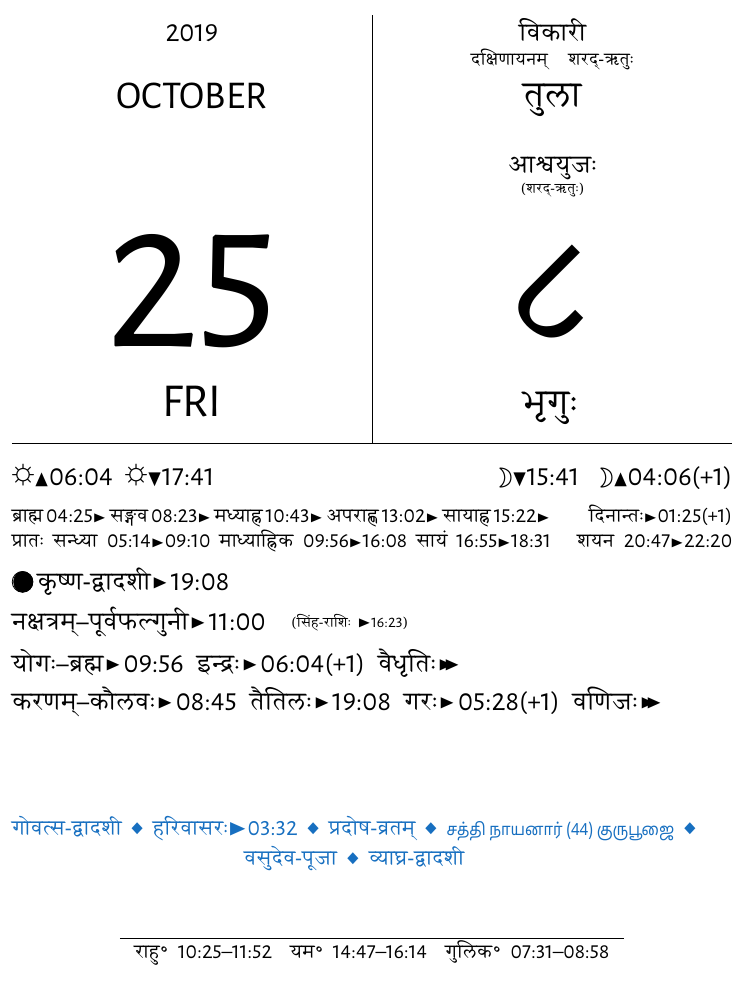 2019
OCTOBER
25
FRI
विकारी
दक्षिणायनम् शरद्-ऋतुः
तुला
आश्वयुजः
(शरद्-ऋतुः)
८
भृगुः
☼▲06:04 ☼▼17:41 ☽▼15:41 ☽▲04:06(+1)
ब्राह्म 04:25► सङ्गव 08:23► मध्याह्न 10:43► अपराह्ण 13:02► सायाह्न 15:22► दिनान्तः►01:25(+1)
प्रातः सन्ध्या 05:14►09:10 माध्याह्निक 09:56►16:08 सायं 16:55►18:31 शयन 20:47►22:20
●कृष्ण-द्वादशी►19:08
नक्षत्रम्–पूर्वफल्गुनी►11:00 (सिंह-राशिः ►16:23)
योगः–ब्रह्म►09:56 इन्द्रः►06:04(+1) वैधृतिः►►
करणम्–कौलवः►08:45 तैतिलः►19:08 गरः►05:28(+1) वणिजः►►
गोवत्स-द्वादशी ◆ हरिवासरः►03:32 ◆ प्रदोष-व्रतम् ◆ சத்தி நாயனார் (44) குருபூஜை ◆
वसुदेव-पूजा ◆ व्याघ्र-द्वादशी
राहु° 10:25–11:52 यम° 14:47–16:14 गुलिक° 07:31–08:58